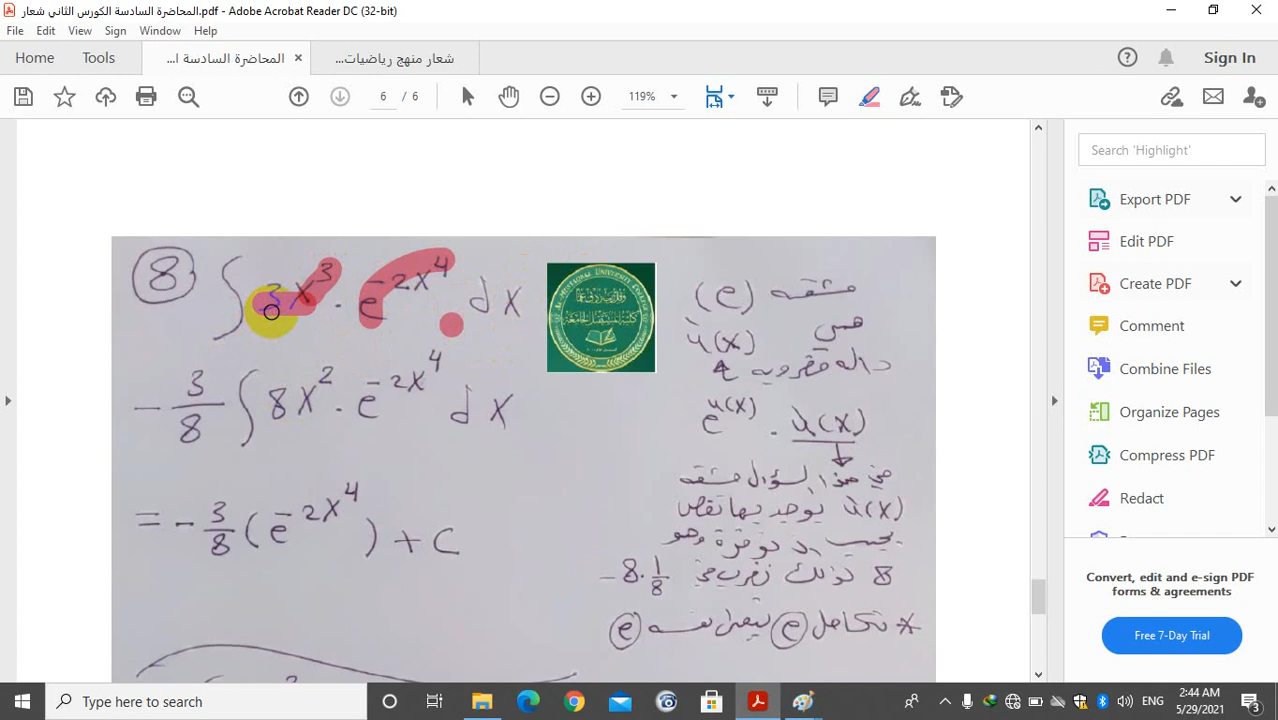 المحاضرة السادسة الكورس الثاني شعار.pdf - Adobe Acrobat Reader DC (32-bit)
File Edit View Sign Window Help
Home Tools المحاضرة السادسة ا... × شعار منهج رياضيات... Sign In
6 / 6 119%
Search 'Highlight'
Export PDF
Edit PDF
Create PDF
Comment
Combine Files
Organize Pages
Compress PDF
Redact
Convert, edit and e-sign PDF
forms & agreements
Free 7-Day Trial
8 ∫ 3x³ · e^-2x⁴ dx
-3/8 ∫ 8x² · e^-2x⁴ dx
= -3/8 (e^-2x⁴) + C
مشتقه (e)
هي u(x)
داله مضروبه
e^u(x) · u(x)
في هذا السؤال مشتقه
u(x) يوجد بها نقص
يجب
8 لذلك نضرب في -8·1/8
* تكامل (e) نفسه (e)
Type here to search
ENG
2:44 AM
5/29/2021
3